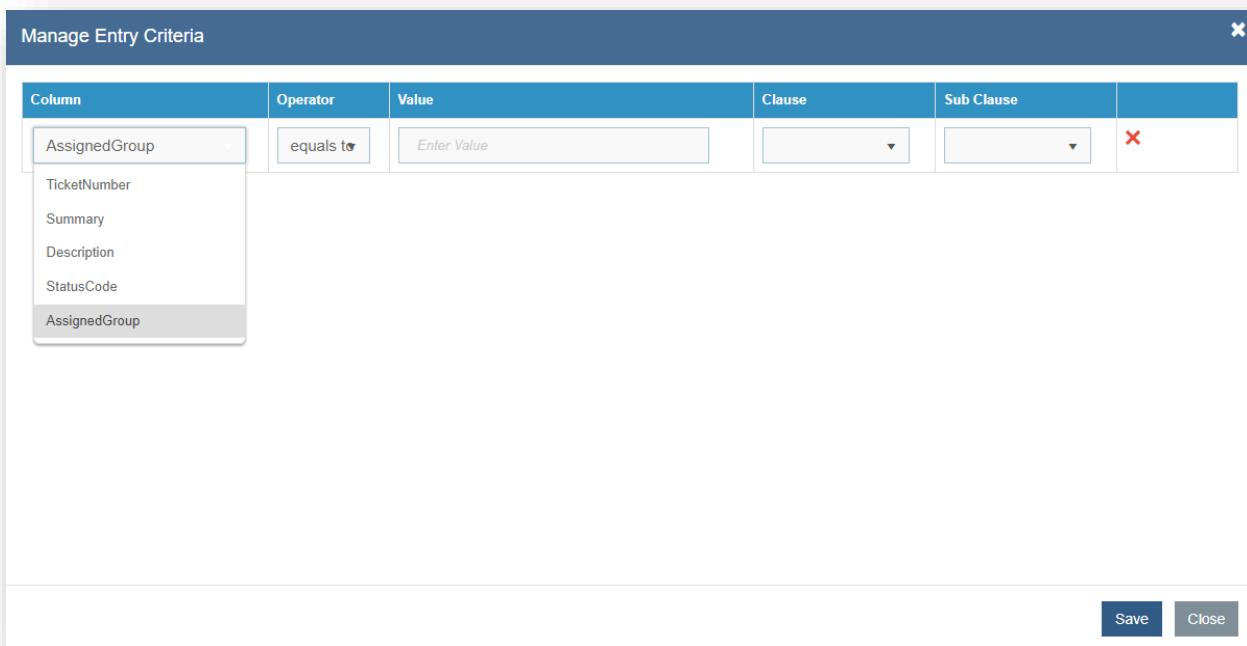 Manage Entry Criteria
Column Operator Value Clause Sub Clause
AssignedGroup equals to Enter Value
TicketNumber
Summary
Description
StatusCode
AssignedGroup
Save Close